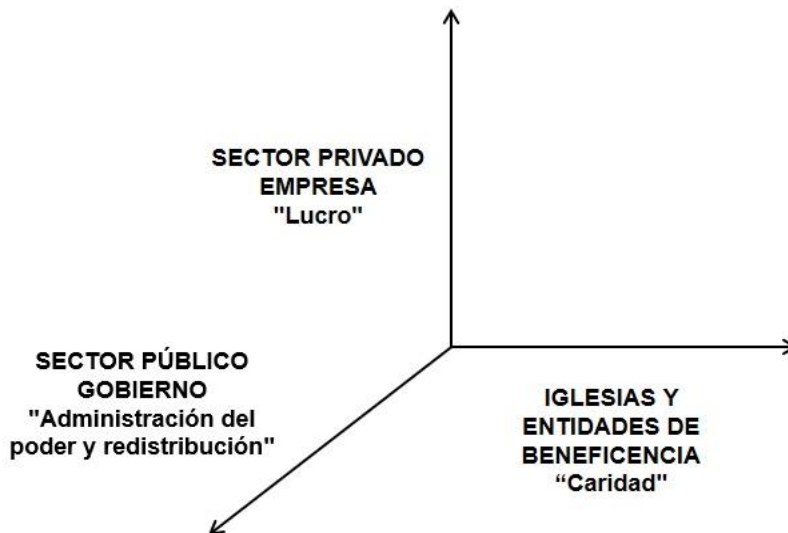 SECTOR PRIVADO
EMPRESA
"Lucro"
SECTOR PÚBLICO
GOBIERNO
"Administración del
poder y redistribución"
IGLESIAS Y
ENTIDADES DE
BENEFICENCIA
“Caridad"